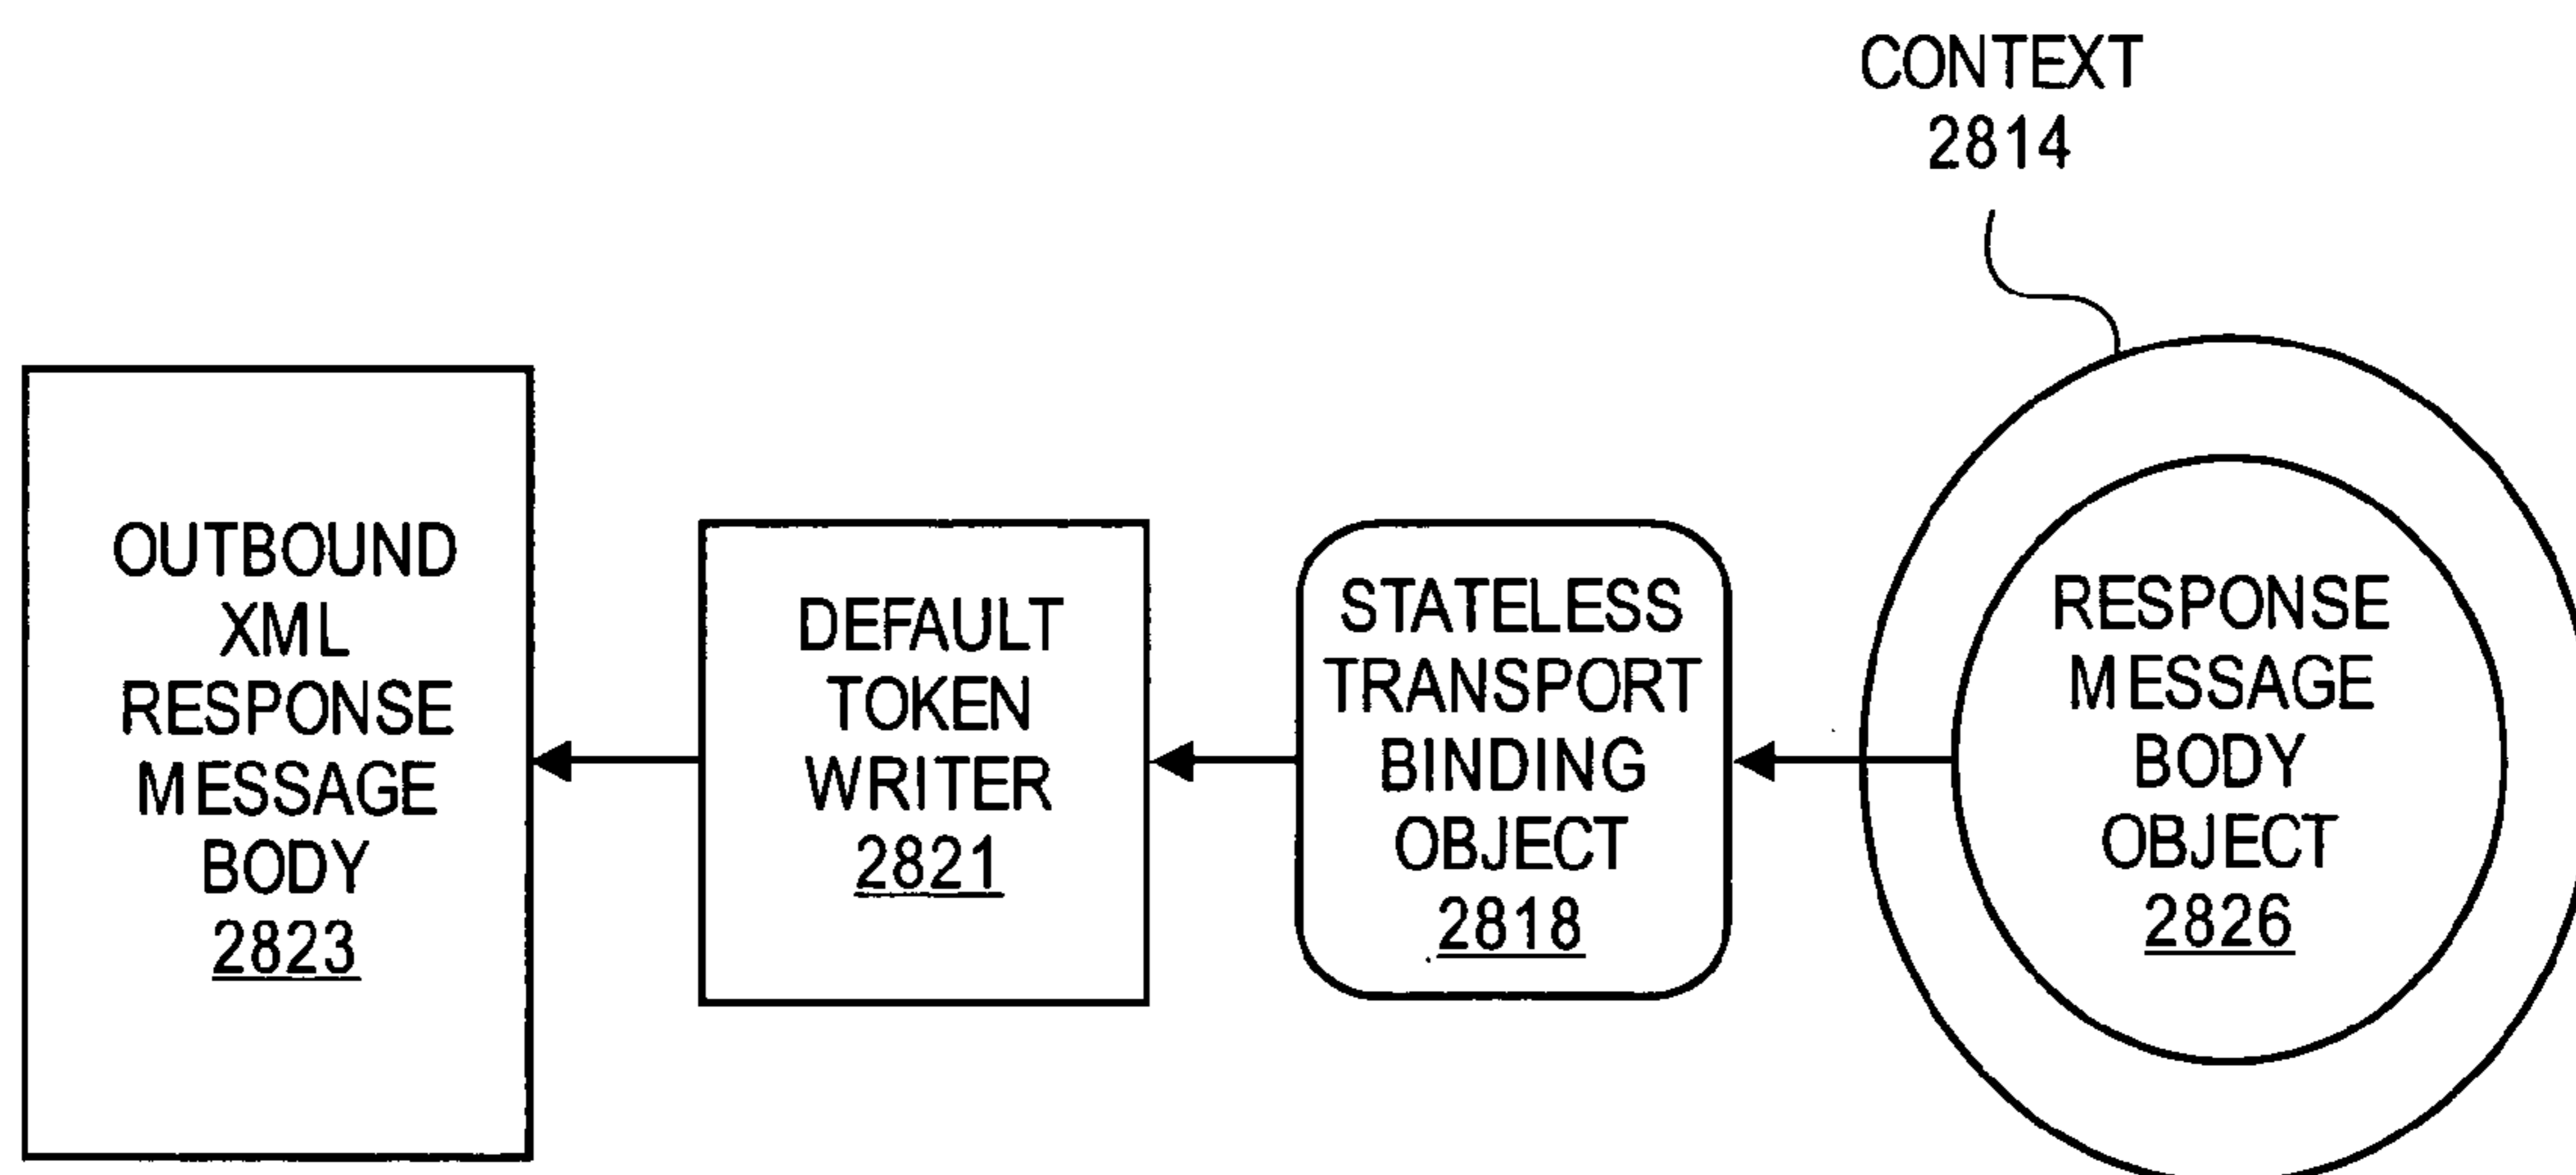 CONTEXT
2814
OUTBOUND
XML
RESPONSE
MESSAGE
BODY
2823
DEFAULT
TOKEN
WRITER
2821
STATELESS
TRANSPORT
BINDING
OBJECT
2818
RESPONSE
MESSAGE
BODY
OBJECT
2826